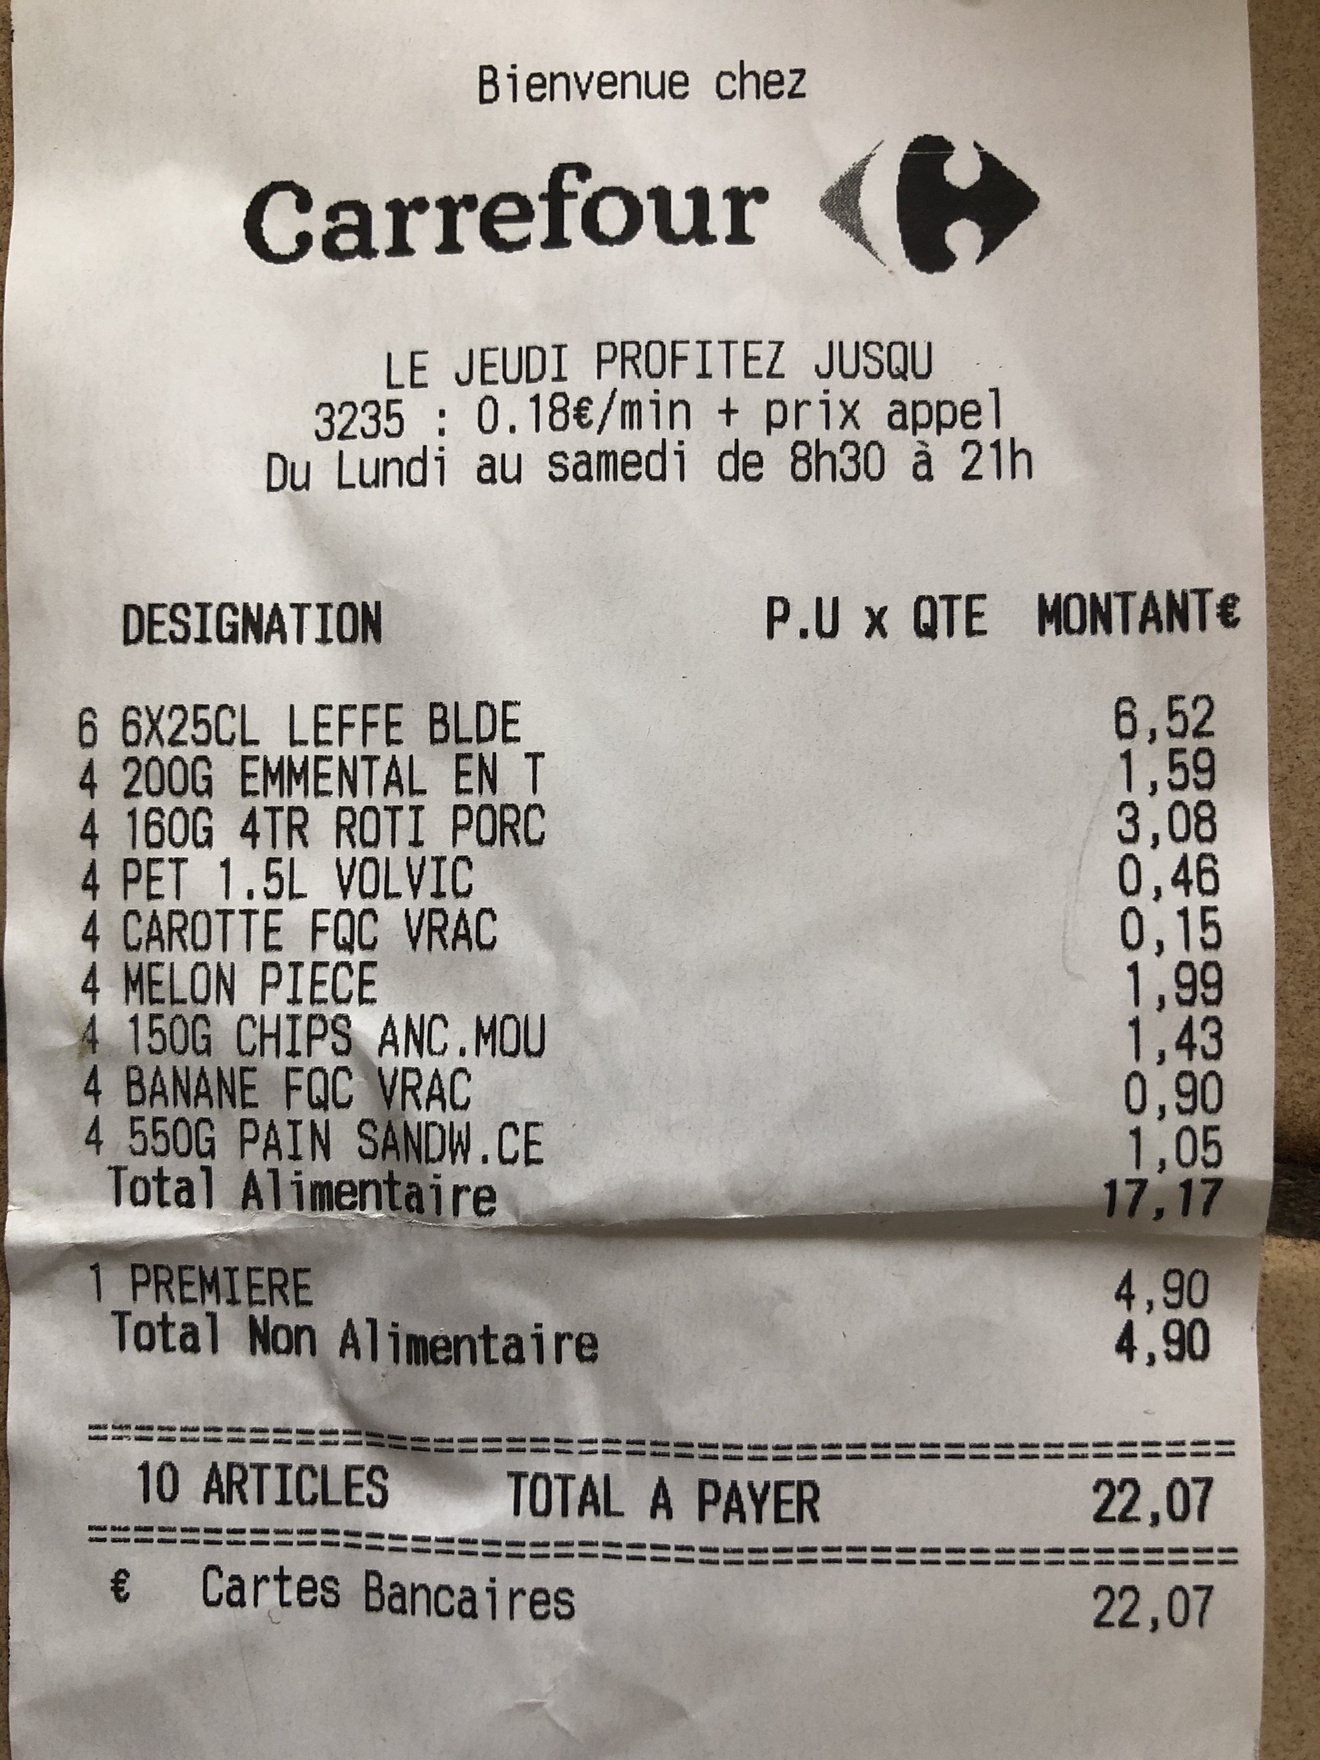 Bienvenue chez
Carrefour
LE JEUDI PROFITEZ JUSQU
3235 : 0.18€/min + prix appel
Du Lundi au samedi de 8h30 à 21h
DESIGNATION P.U x QTE MONTANT€
6 6X25CL LEFFE BLDE 6,52
4 200G EMMENTAL EN T 1,59
4 160G 4TR ROTI PORC 3,08
4 PET 1.5L VOLVIC 0,46
4 CAROTTE FQC VRAC 0,15
4 MELON PIECE 1,99
4 150G CHIPS ANC.MOU 1,43
4 BANANE FQC VRAC 0,90
4 550G PAIN SANDW.CE 1,05
Total Alimentaire 17,17
1 PREMIERE 4,90
Total Non Alimentaire 4,90
=================================================
10 ARTICLES TOTAL A PAYER 22,07
=================================================
€ Cartes Bancaires 22,07